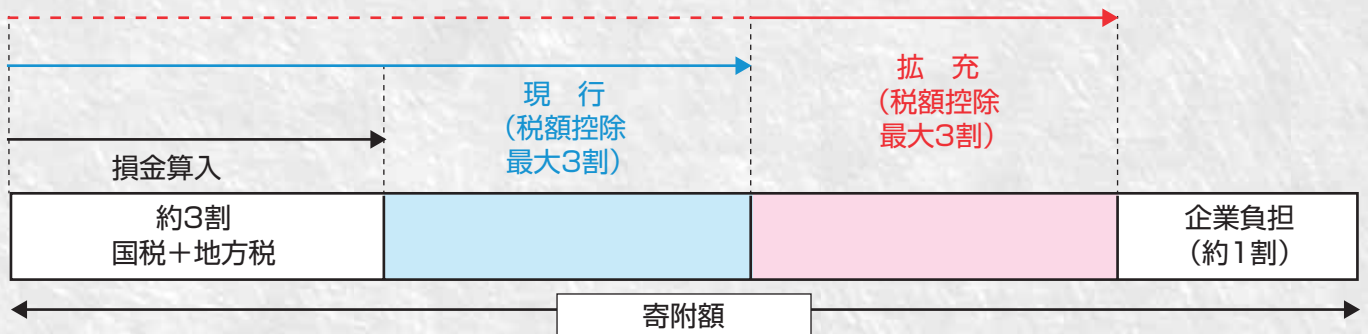 現 行
(税額控除
最大3割)
拡 充
(税額控除
最大3割)
損金算入
約3割
国税+地方税
企業負担
(約1割)
寄附額